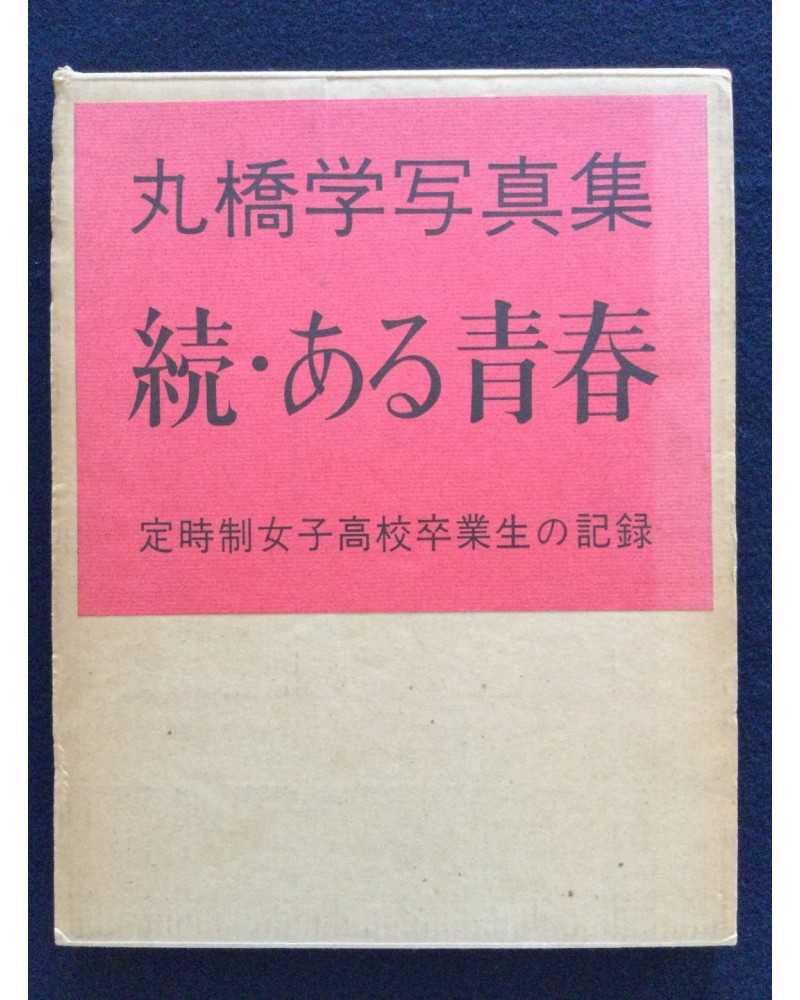 丸橋学写真集
続・ある青春
定時制女子高校卒業生の記録